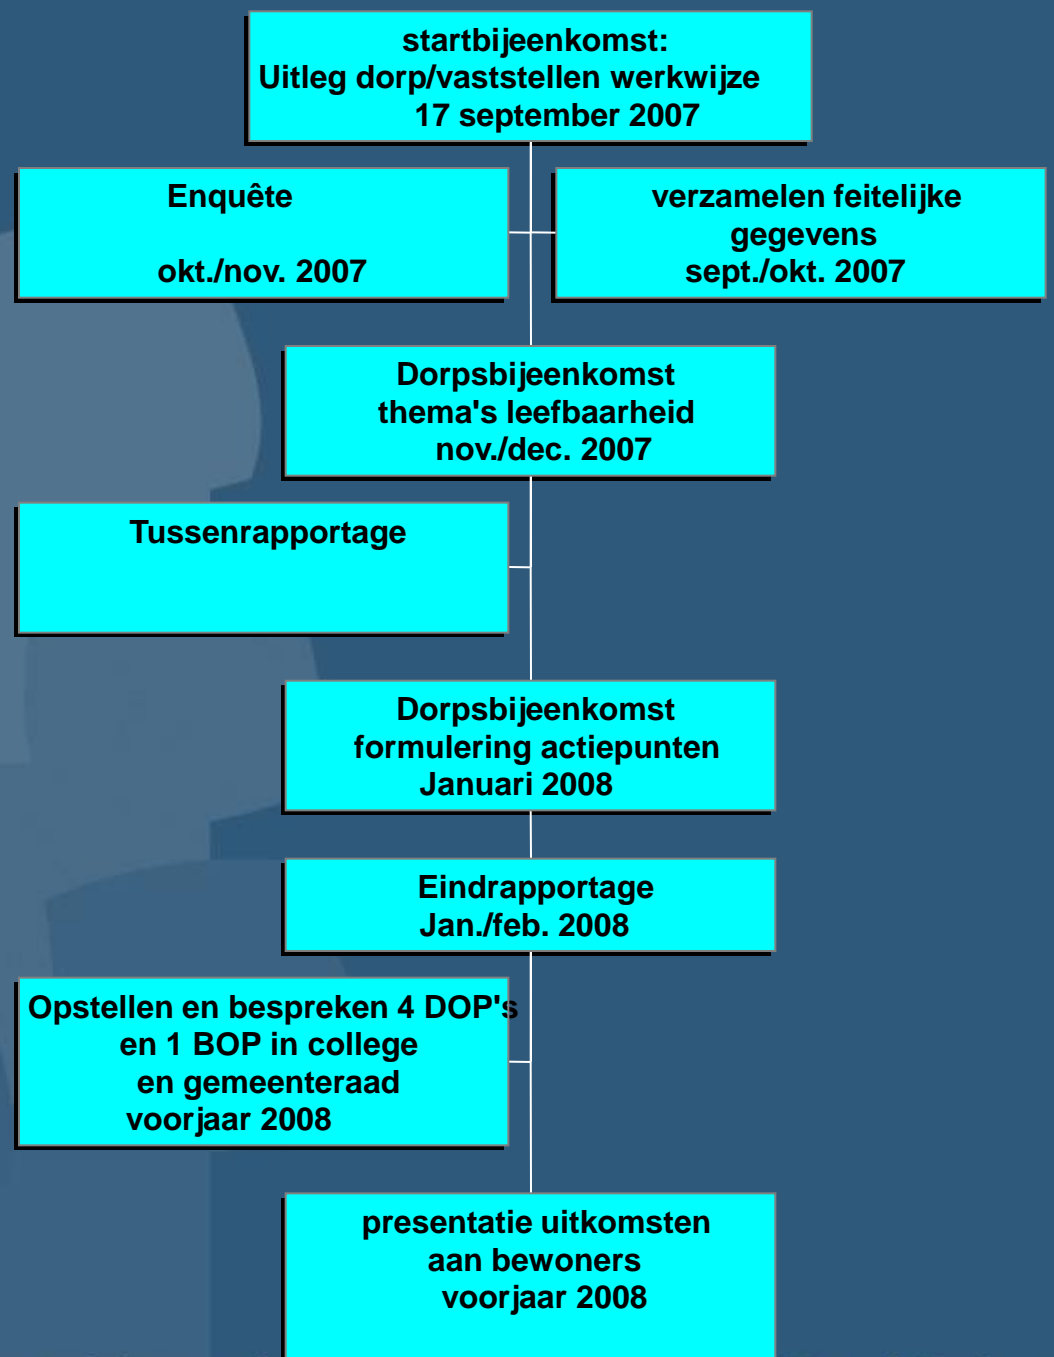 startbijeenkomst:
Uitleg dorp/vaststellen werkwijze
17 september 2007
Enquête
okt./nov. 2007
verzamelen feitelijke
gegevens
sept./okt. 2007
Dorpsbijeenkomst
thema's leefbaarheid
nov./dec. 2007
Tussenrapportage
Dorpsbijeenkomst
formulering actiepunten
Januari 2008
Eindrapportage
Jan./feb. 2008
Opstellen en bespreken 4 DOP's
en 1 BOP in college
en gemeenteraad
voorjaar 2008
presentatie uitkomsten
aan bewoners
voorjaar 2008